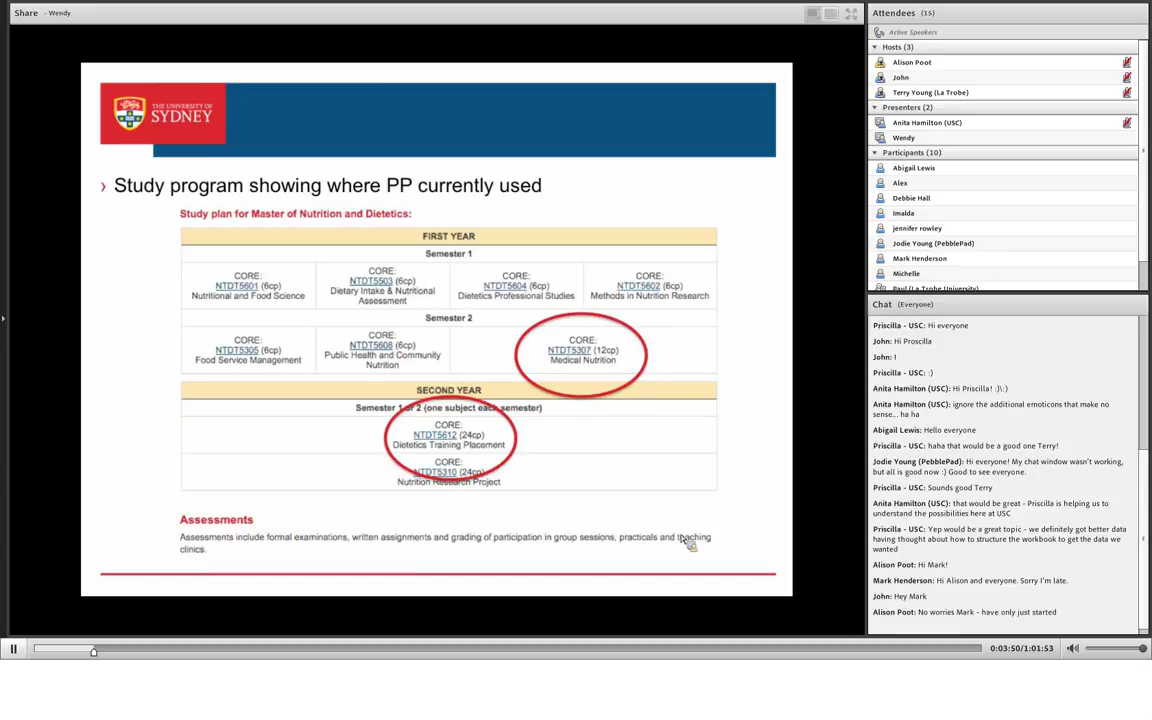 Share - Wendy
THE UNIVERSITY OF
SYDNEY
› Study program showing where PP currently used
Study plan for Master of Nutrition and Dietetics:
FIRST YEAR
Semester 1
CORE:
NTDT5601 (6cp)
Nutritional and Food Science
CORE:
NTDT5503 (6cp)
Dietary Intake & Nutritional
Assessment
CORE:
NTDT5604 (6cp)
Dietetics Professional Studies
CORE:
NTDT5602 (6cp)
Methods in Nutrition Research
Semester 2
CORE:
NTDT5305 (6cp)
Food Service Management
CORE:
NTDT5608 (6cp)
Public Health and Community
Nutrition
CORE:
NTDT5307 (12cp)
Medical Nutrition
SECOND YEAR
Semester 1 or 2 (one subject each semester)
CORE:
NTDT5612 (24cp)
Dietetics Training Placement
CORE:
NTDT5310 (24cp)
Nutrition Research Project
Assessments
Assessments include formal examinations, written assignments and grading of participation in group sessions, practicals and teaching
clinics.
0:03:50/1:01:53
Attendees (15)
Active Speakers
Hosts (3)
Alison Poot
John
Terry Young (La Trobe)
Presenters (2)
Anita Hamilton (USC)
Wendy
Participants (10)
Abigail Lewis
Alex
Debbie Hall
Imalda
jennifer rowley
Jodie Young (PebblePad)
Mark Henderson
Michelle
Paul (La Trobe University)
Chat (Everyone)
Priscilla - USC: Hi everyone
John: Hi Proscilla
John: I
Priscilla - USC: :)
Anita Hamilton (USC): Hi Priscilla! :)\:)
Anita Hamilton (USC): ignore the additional emoticons that make no
sense... ha ha
Abigail Lewis: Hello everyone
Priscilla - USC: haha that would be a good one Terry!
Jodie Young (PebblePad): Hi everyone! My chat window wasn't working,
but all is good now :) Good to see everyone.
Priscilla - USC: Sounds good Terry
Anita Hamilton (USC): that would be great - Priscilla is helping us to
understand the possibilities here at USC
Priscilla - USC: Yep would be a great topic - we definitely got better data
having thought about how to structure the workbook to get the data we
wanted
Alison Poot: Hi Mark!
Mark Henderson: Hi Alison and everyone. Sorry I'm late.
John: Hey Mark
Alison Poot: No worries Mark - have only just started